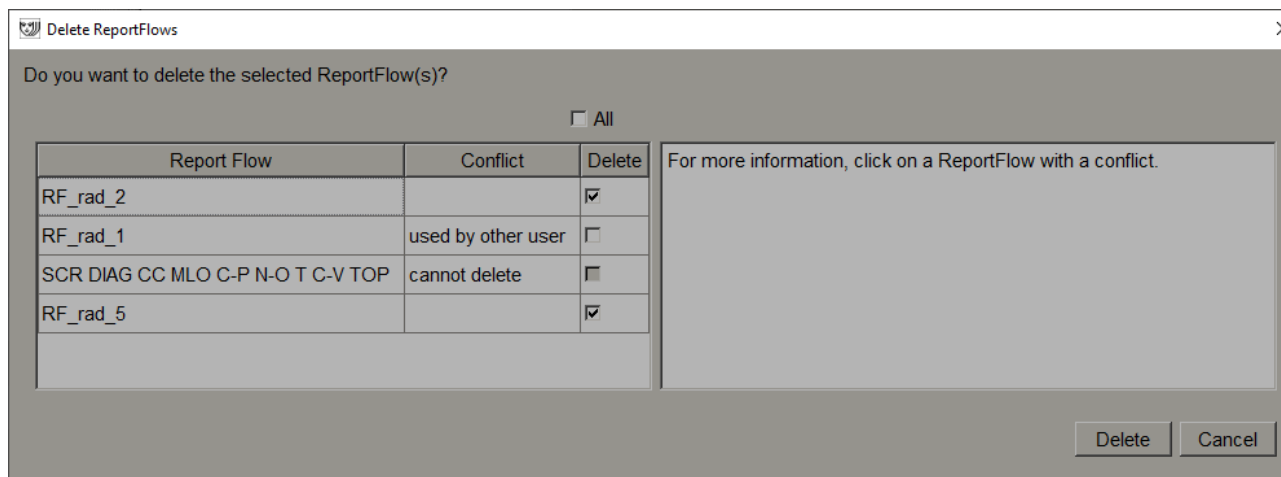 Delete ReportFlows
Do you want to delete the selected ReportFlow(s)?
All
Report Flow Conflict Delete
For more information, click on a ReportFlow with a conflict.
RF_rad_2
RF_rad_1 used by other user
SCR DIAG CC MLO C-P N-O T C-V TOP cannot delete
RF_rad_5
Delete Cancel